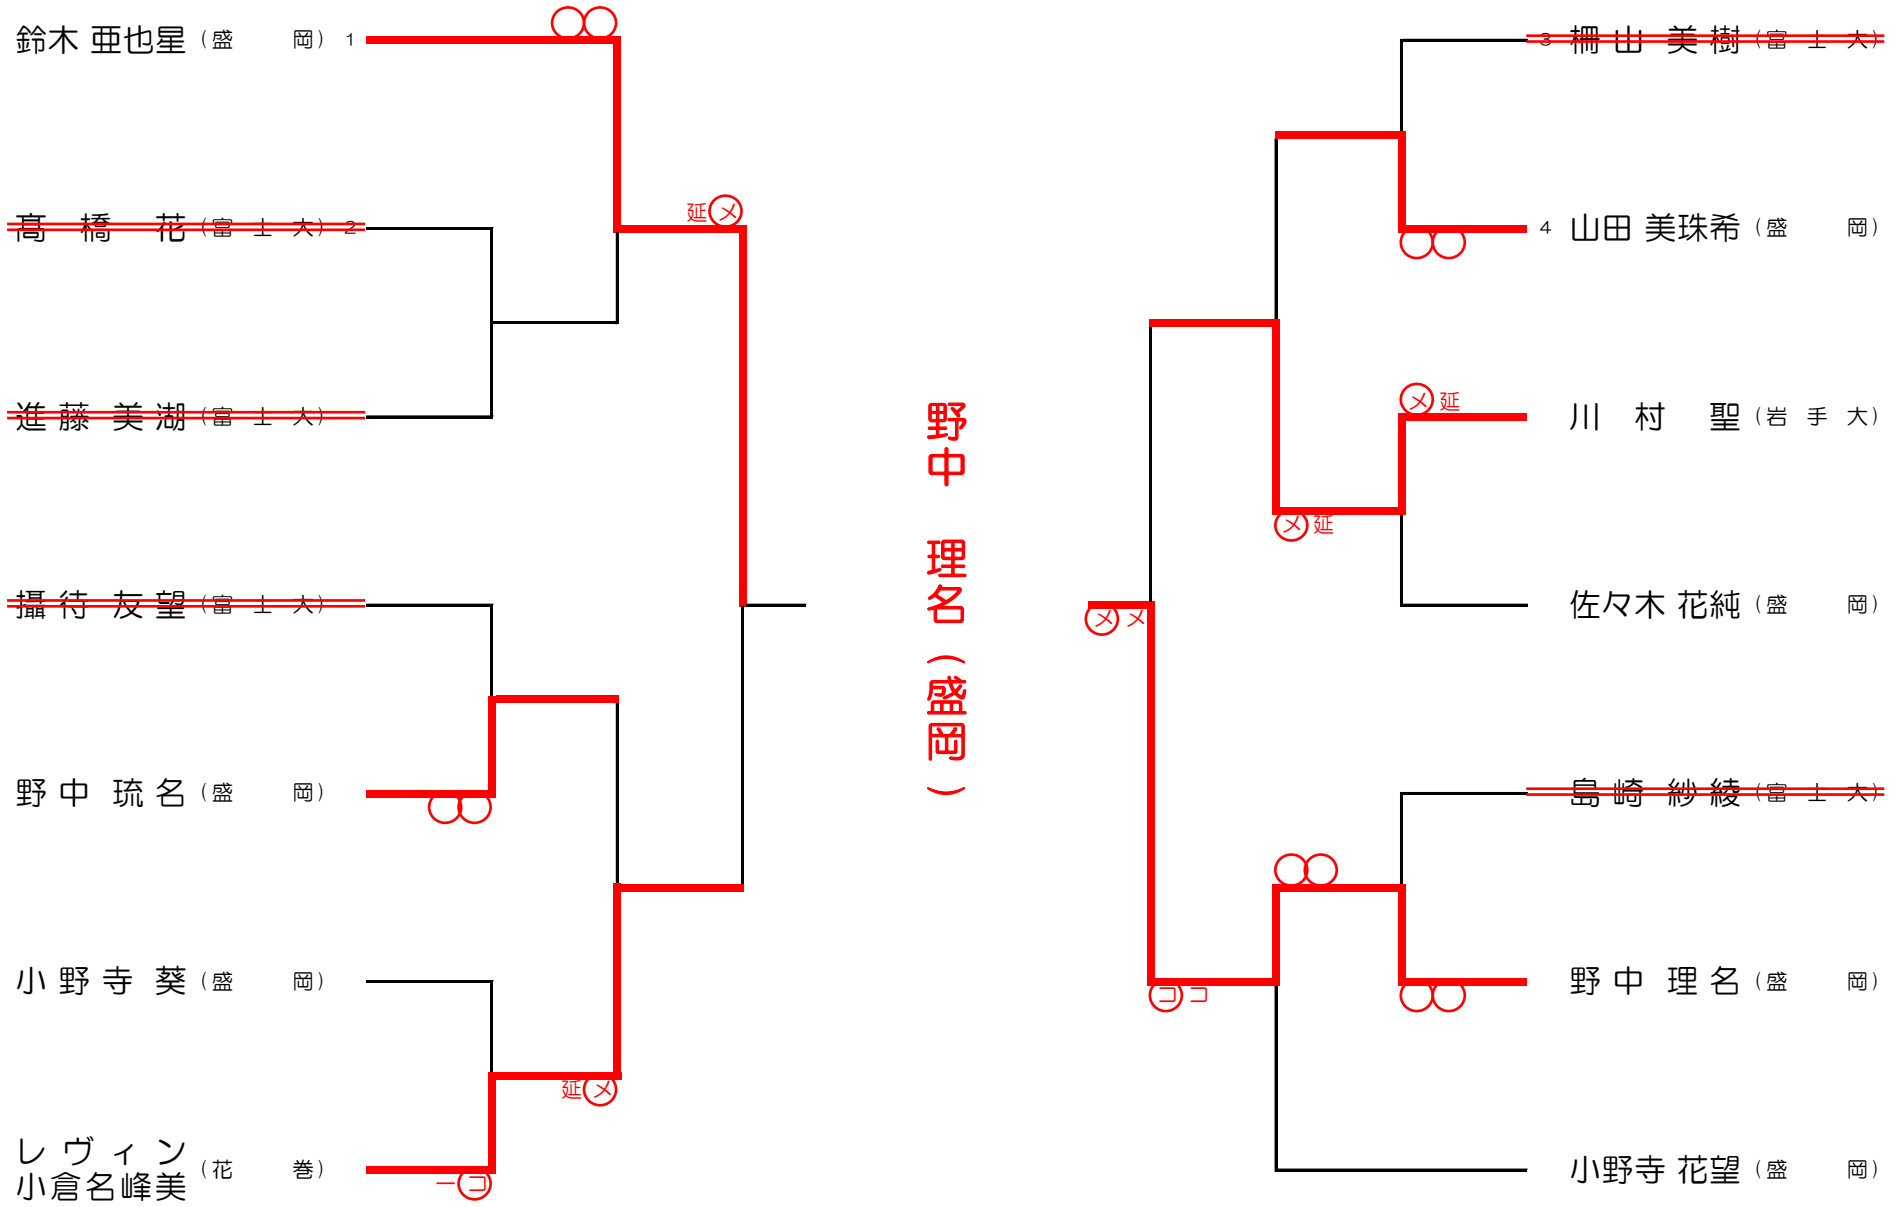 鈴木 亜也星 (盛 岡) 1
髙 橋 花 (富 士 大) 2
進 藤 美 湖 (富 士 大)
攝 待 友 望 (富 士 大)
野 中 琉 名 (盛 岡)
小 野 寺 葵 (盛 岡)
レ ヴ ィ ン
小倉名峰美 (花 巻)
延メ
延メ
一コ
野中 理名(盛岡)
3 柵 山 美 樹 (富 士 大)
4 山田 美珠希 (盛 岡)
メ延
川 村 聖 (岩 手 大)
メ延
佐々木 花純 (盛 岡)
メメ
島 崎 紗 綾 (富 士 大)
野 中 理 名 (盛 岡)
ココ
小野寺 花望 (盛 岡)